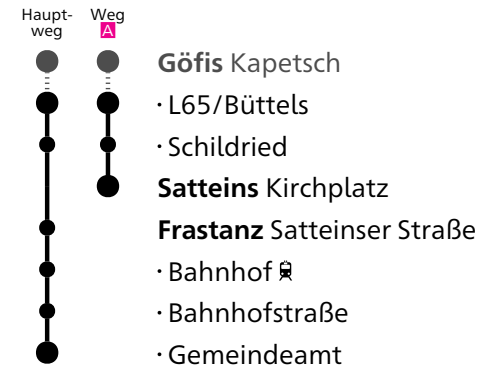 Haupt- Weg
weg A
Göfis Kapetsch
· L65/Büttels
· Schildried
Satteins Kirchplatz
Frastanz Satteinser Straße
· Bahnhof
· Bahnhofstraße
· Gemeindeamt